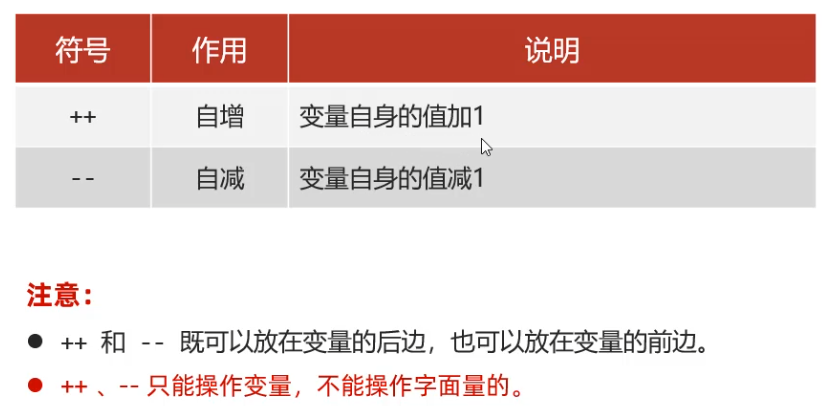 符号 作用 说明
++ 自增 变量自身的值加1
-- 自减 变量自身的值减1
注意：
● ++ 和 -- 既可以放在变量的后边，也可以放在变量的前边。
● ++ 、-- 只能操作变量，不能操作字面量的。